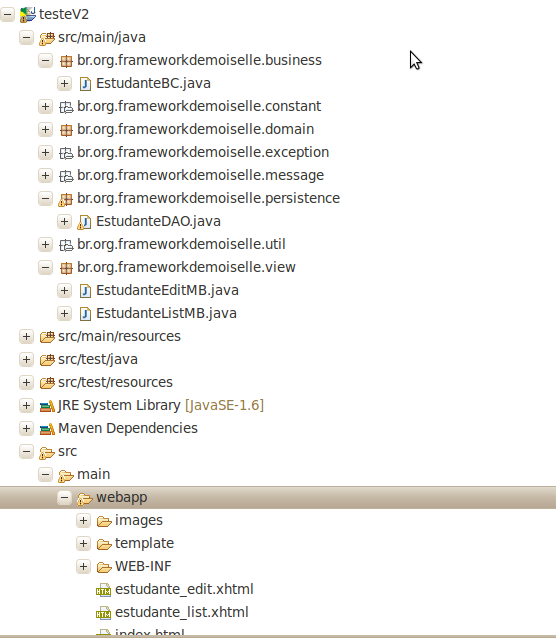 testeV2
src/main/java
br.org.frameworkdemoiselle.business
EstudanteBC.java
br.org.frameworkdemoiselle.constant
br.org.frameworkdemoiselle.domain
br.org.frameworkdemoiselle.exception
br.org.frameworkdemoiselle.message
br.org.frameworkdemoiselle.persistence
EstudanteDAO.java
br.org.frameworkdemoiselle.util
br.org.frameworkdemoiselle.view
EstudanteEditMB.java
EstudanteListMB.java
src/main/resources
src/test/java
src/test/resources
JRE System Library [JavaSE-1.6]
Maven Dependencies
src
main
webapp
images
template
WEB-INF
estudante_edit.xhtml
estudante_list.xhtml
index.html